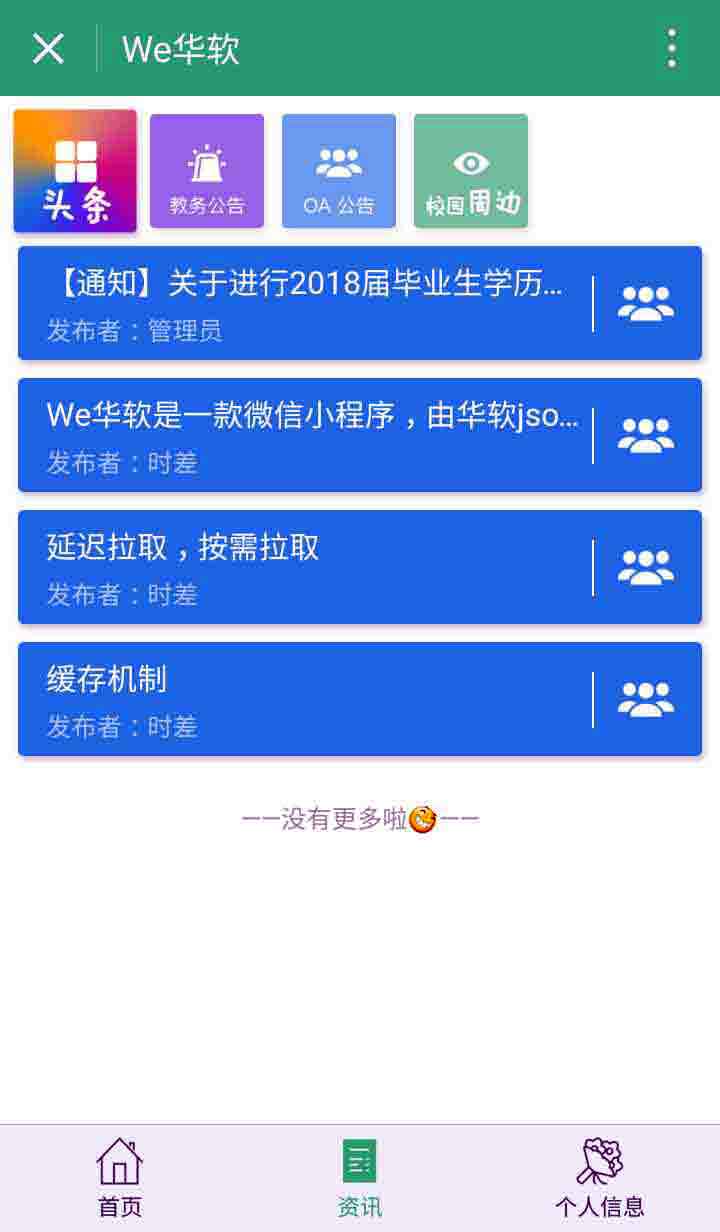 We华软
头条
教务公告
OA 公告
校园周边
【通知】关于进行2018届毕业生学历...
发布者：管理员
We华软是一款微信小程序，由华软jso...
发布者：时差
延迟拉取，按需拉取
发布者：时差
缓存机制
发布者：时差
一一没有更多啦一一
首页
资讯
个人信息